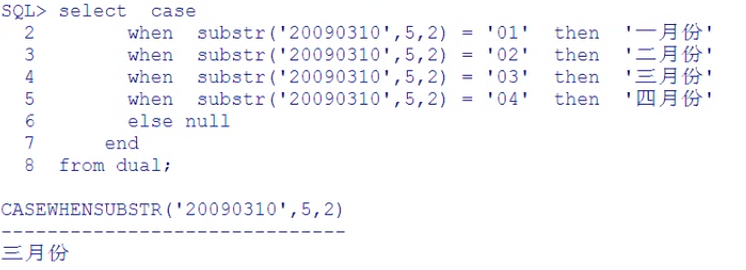 SQL> select  case
  2        when  substr('20090310',5,2) = '01'  then  '一月份'
  3        when  substr('20090310',5,2) = '02'  then  '二月份'
  4        when  substr('20090310',5,2) = '03'  then  '三月份'
  5        when  substr('20090310',5,2) = '04'  then  '四月份'
  6        else null
  7      end
  8  from dual;
CASEWHENSUBSTR('20090310',5,2)
------------------------------
三月份